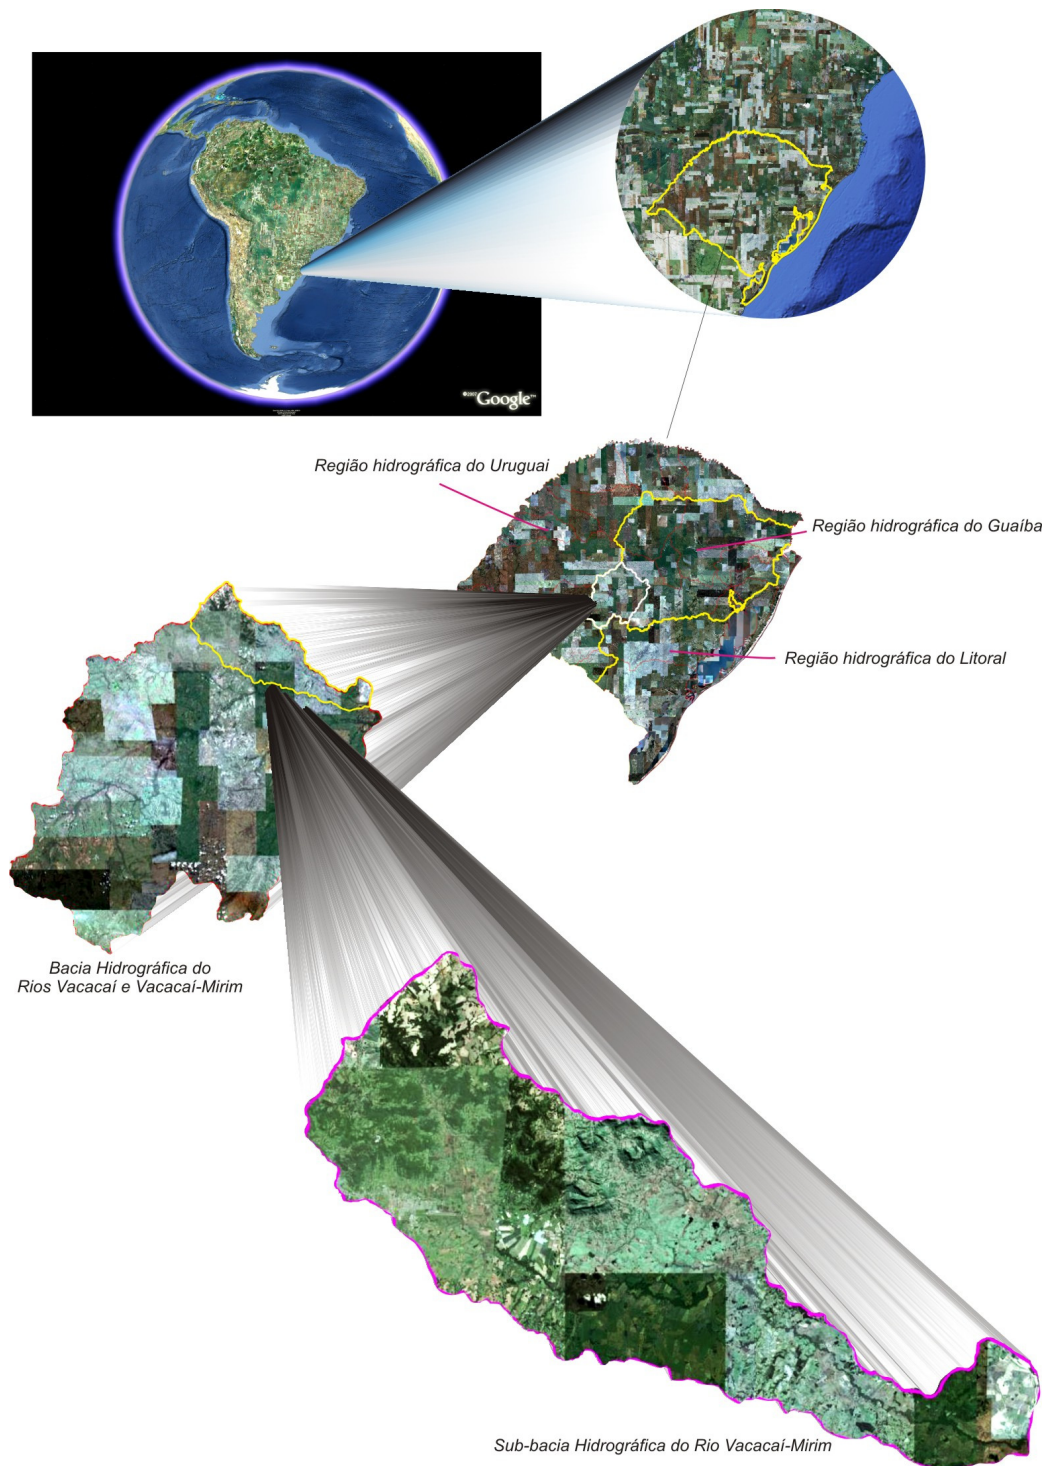 ©2007 Google™
Região hidrográfica do Uruguai
Região hidrográfica do Guaíba
Região hidrográfica do Litoral
Bacia Hidrográfica do
Rios Vacacaí e Vacacaí-Mirim
Sub-bacia Hidrográfica do Rio Vacacaí-Mirim